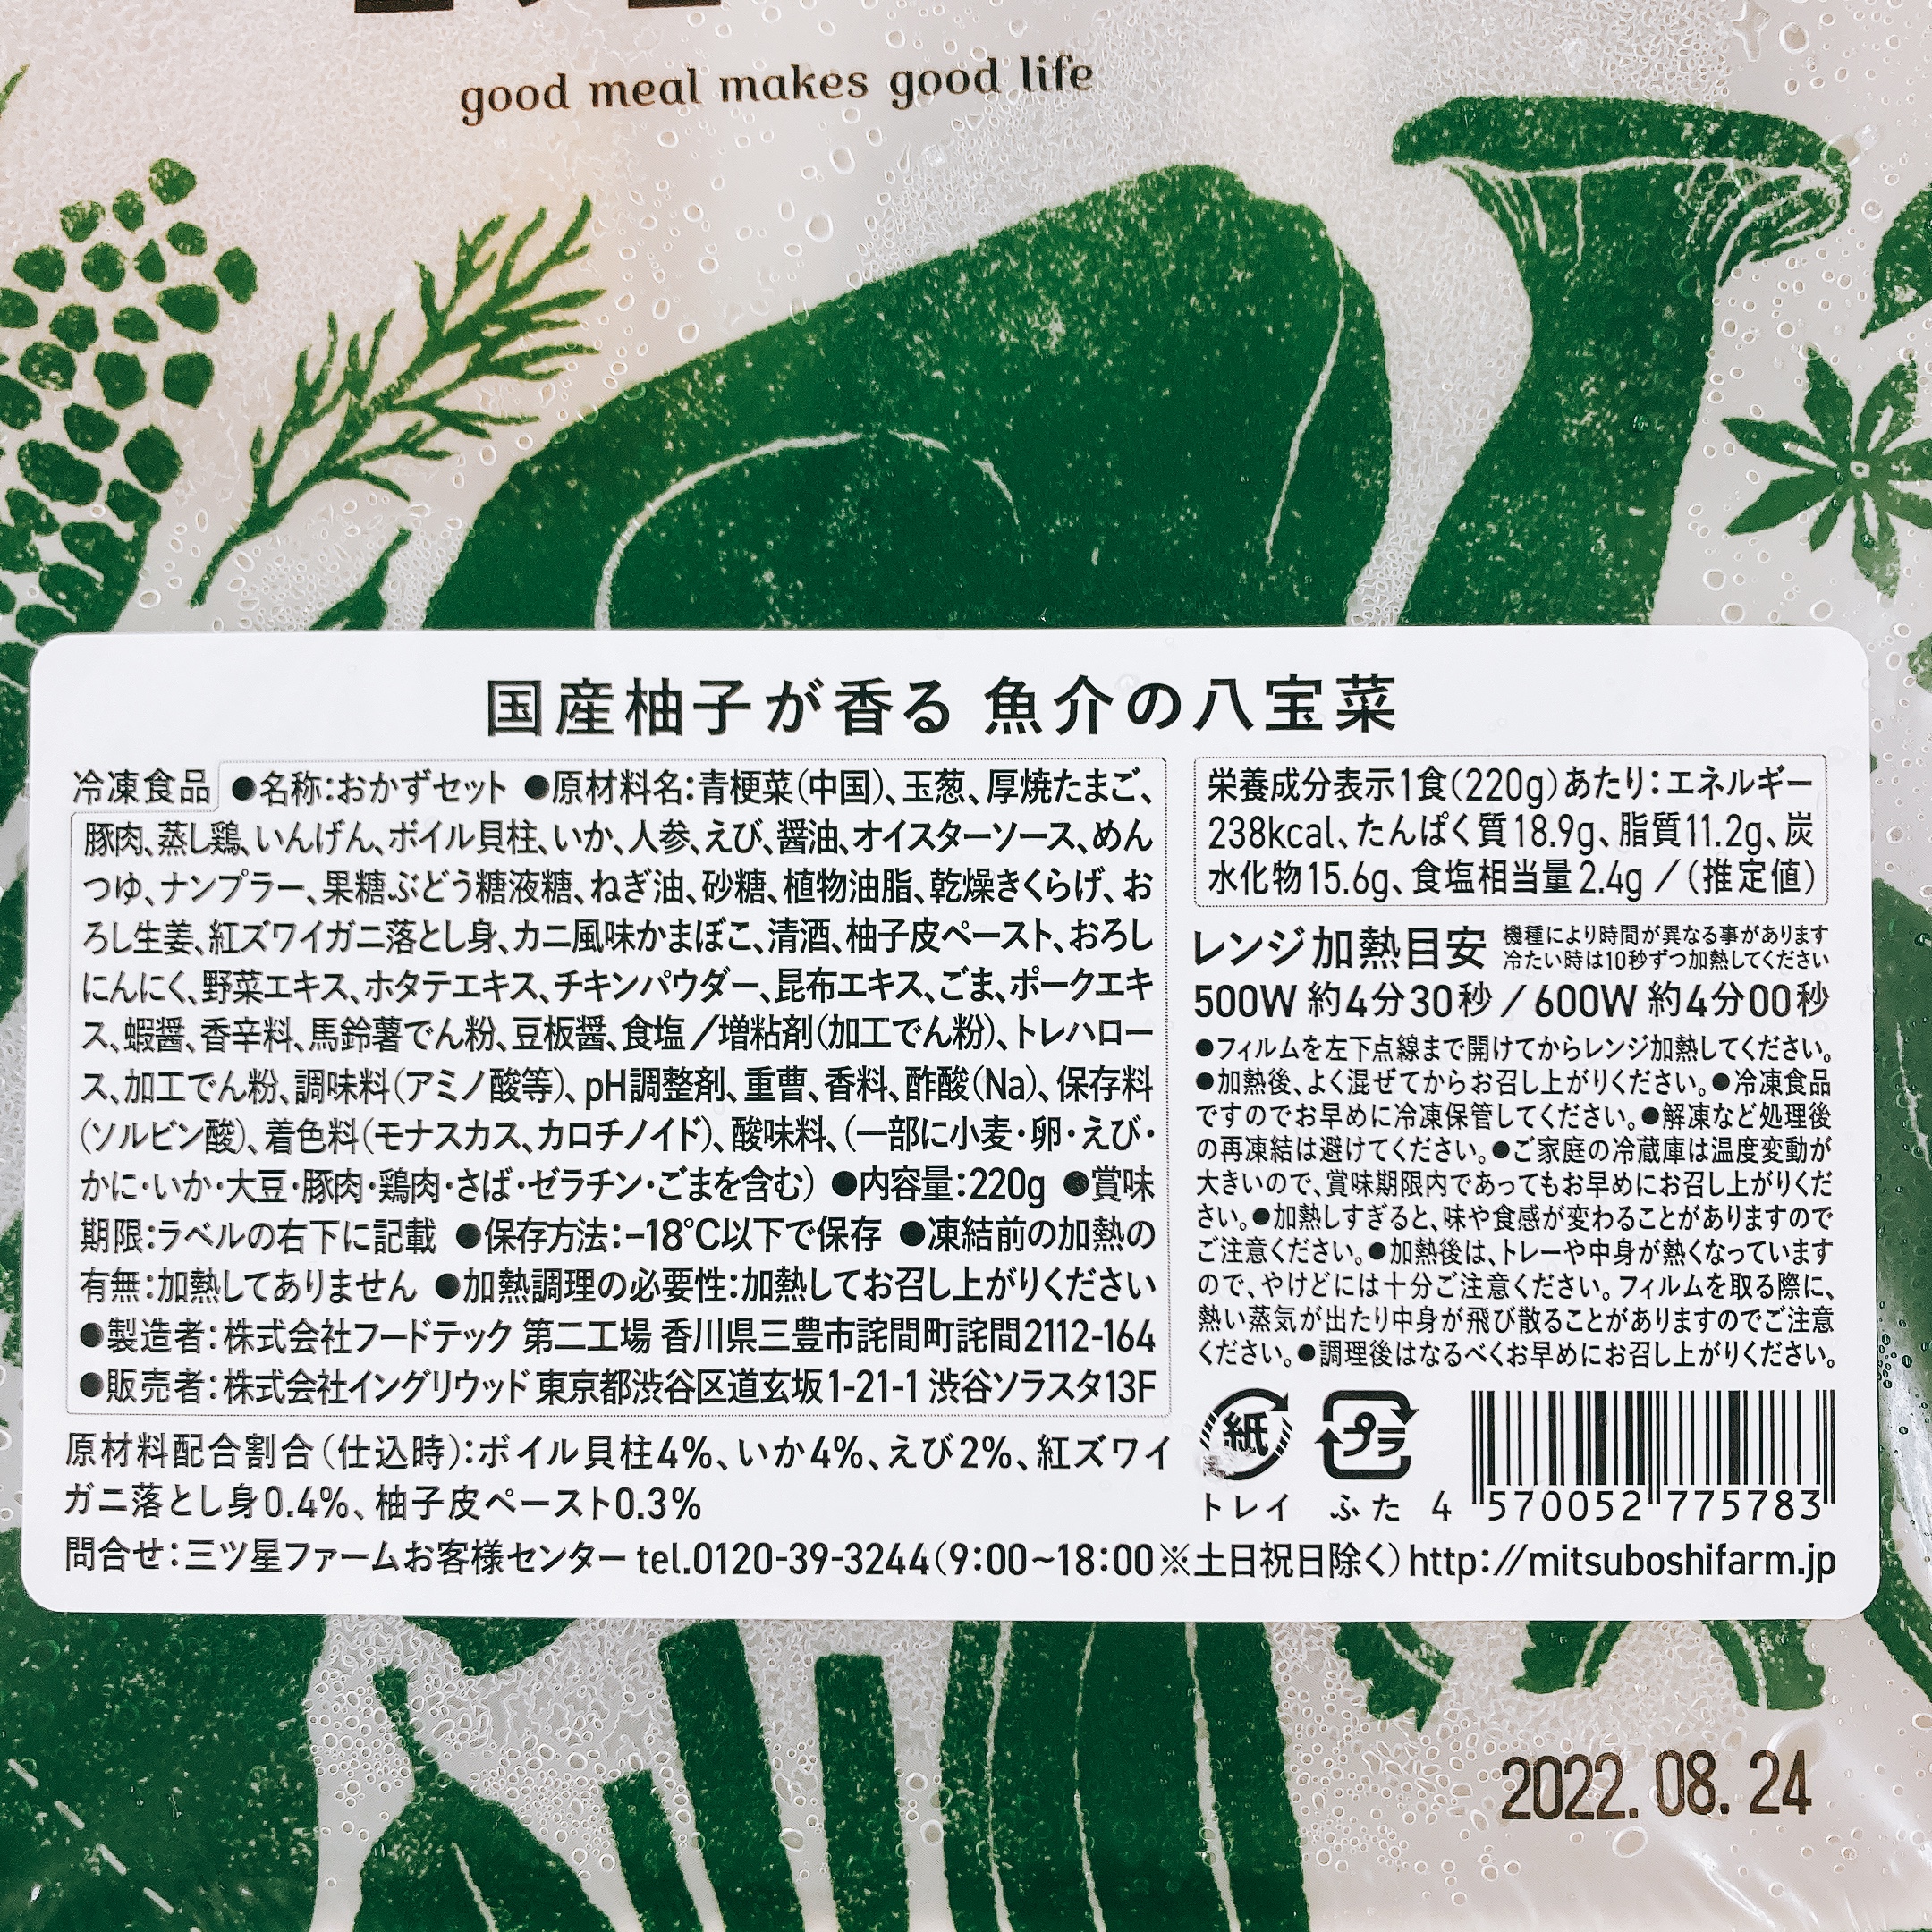 good meal makes good life
国産柚子が香る 魚介の八宝菜
冷凍食品 ●名称:おかずセット ●原材料名:青梗菜(中国)、玉葱、厚焼たまご、
豚肉、蒸し鶏、いんげん、ボイル貝柱、いか、人参、えび、醤油、オイスターソース、めん
つゆ、ナンプラー、果糖ぶどう糖液糖、ねぎ油、砂糖、植物油脂、乾燥きくらげ、お
ろし生姜、紅ズワイガニ落とし身、カニ風味かまぼこ、清酒、柚子皮ペースト、おろし
にんにく、野菜エキス、ホタテエキス、チキンパウダー、昆布エキス、ごま、ポークエキ
ス、蝦醤、香辛料、馬鈴薯でん粉、豆板醤、食塩/増粘剤(加工でん粉)、トレハロー
ス、加工でん粉、調味料(アミノ酸等)、pH調整剤、重曹、香料、酢酸(Na)、保存料
(ソルビン酸)、着色料(モナスカス、カロチノイド)、酸味料、(一部に小麦・卵・えび・
かに・いか・大豆・豚肉・鶏肉・さば・ゼラチン・ごまを含む) ●内容量:220g ●賞味
期限:ラベルの右下に記載 ●保存方法:−18℃以下で保存 ●凍結前の加熱の
有無:加熱してありません ●加熱調理の必要性:加熱してお召し上がりください
●製造者:株式会社フードテック 第二工場 香川県三豊市詫間町詫間2112-164
●販売者:株式会社イングリウッド 東京都渋谷区道玄坂1-21-1 渋谷ソラスタ13F
原材料配合割合(仕込時):ボイル貝柱4%、いか4%、えび2%、紅ズワイ
ガニ落とし身0.4%、柚子皮ペースト0.3%
栄養成分表示1食(220g)あたり:エネルギー
238kcal、たんぱく質18.9g、脂質11.2g、炭
水化物15.6g、食塩相当量2.4g/(推定値)
レンジ加熱目安 機種により時間が異なる事があります
冷たい時は10秒ずつ加熱してください
500W 約4分30秒/600W 約4分00秒
●フィルムを左下点線まで開けてからレンジ加熱してください。
●加熱後、よく混ぜてからお召し上がりください。●冷凍食品
ですのでお早めに冷凍保管してください。●解凍など処理後
の再凍結は避けてください。●ご家庭の冷蔵庫は温度変動が
大きいので、賞味期限内であってもお早めにお召し上がりくだ
さい。●加熱しすぎると、味や食感が変わることがありますので
ご注意ください。●加熱後は、トレーや中身が熱くなっています
ので、やけどには十分ご注意ください。フィルムを取る際に、
熱い蒸気が出たり中身が飛び散ることがありますのでご注意
ください。●調理後はなるべくお早めにお召し上がりください。
紙 プラ
トレイ ふた 4 570052 775783
問合せ:三ツ星ファームお客様センター tel.0120-39-3244(9:00~18:00※土日祝日除く)http://mitsuboshifarm.jp
2022. 08. 24